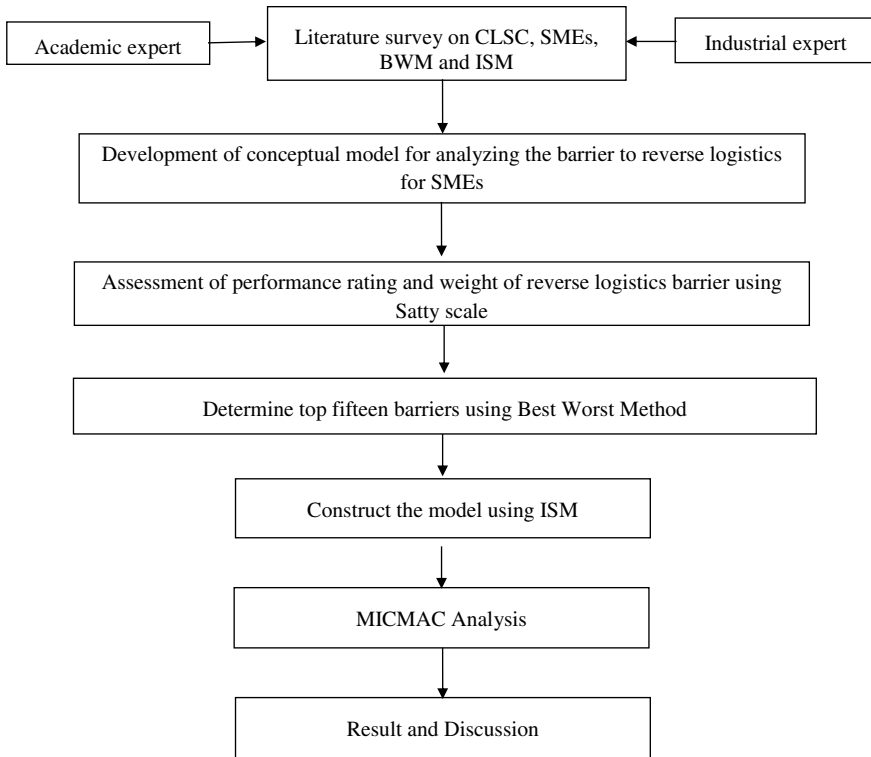 Academic expert
Literature survey on CLSC, SMEs,
BWM and ISM
Industrial expert
Development of conceptual model for analyzing the barrier to reverse logistics
for SMEs
Assessment of performance rating and weight of reverse logistics barrier using
Satty scale
Determine top fifteen barriers using Best Worst Method
Construct the model using ISM
MICMAC Analysis
Result and Discussion